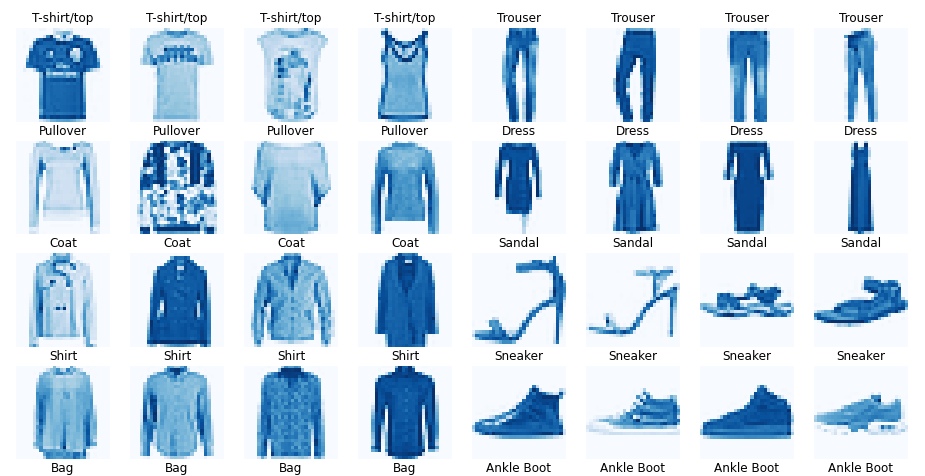 T-shirt/top T-shirt/top T-shirt/top T-shirt/top Trouser Trouser Trouser Trouser
Pullover Pullover Pullover Pullover Dress Dress Dress Dress
Coat Coat Coat Coat Sandal Sandal Sandal Sandal
Shirt Shirt Shirt Shirt Sneaker Sneaker Sneaker Sneaker
Bag Bag Bag Bag Ankle Boot Ankle Boot Ankle Boot Ankle Boot